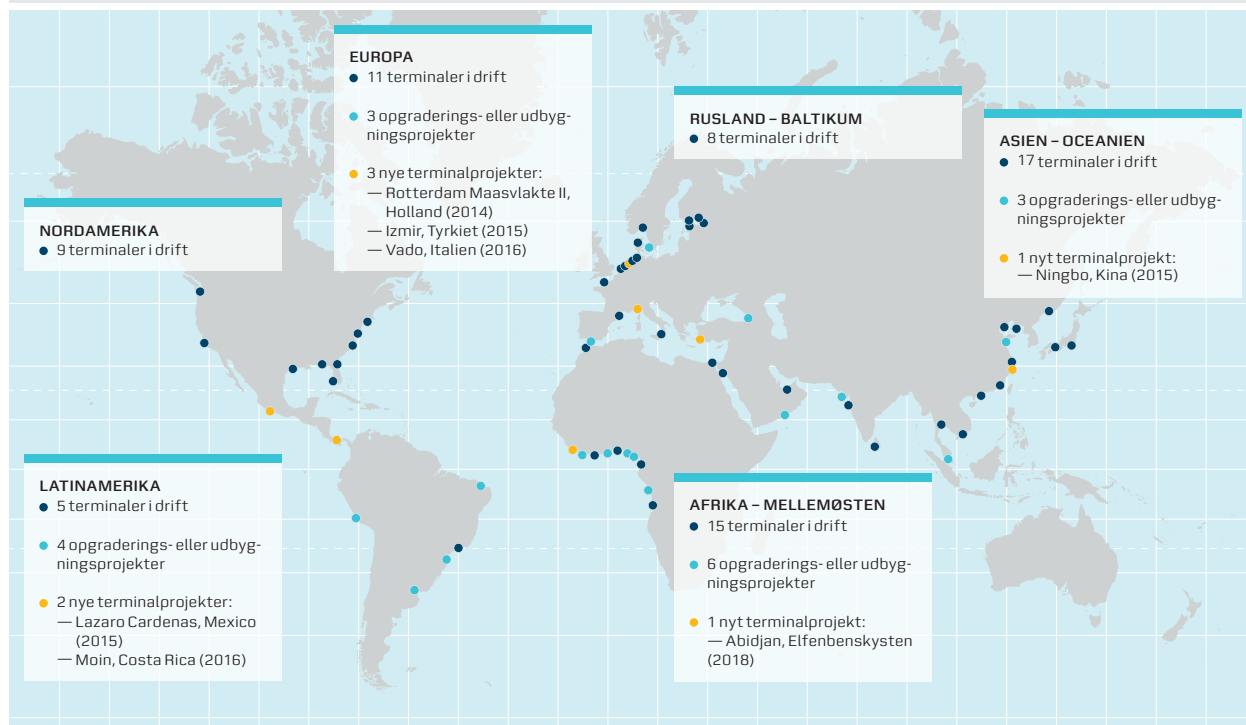 EUROPA
11 terminaler i drift
3 opgraderings- eller udbyg-
ningsprojekter
3 nye terminalprojekter:
— Rotterdam Maasvlakte II,
Holland (2014)
— Izmir, Tyrkiet (2015)
— Vado, Italien (2016)
RUSLAND – BALTIKUM
8 terminaler i drift
ASIEN – OCEANIEN
17 terminaler i drift
3 opgraderings- eller udbyg-
ningsprojekter
1 nyt terminalprojekt:
— Ningbo, Kina (2015)
NORDAMERIKA
9 terminaler i drift
LATINAMERIKA
5 terminaler i drift
4 opgraderings- eller udbyg-
ningsprojekter
2 nye terminalprojekter:
— Lazaro Cardenas, Mexico
(2015)
— Moin, Costa Rica (2016)
AFRIKA – MELLEMØSTEN
15 terminaler i drift
6 opgraderings- eller udbyg-
ningsprojekter
1 nyt terminalprojekt:
— Abidjan, Elfenbenskysten
(2018)